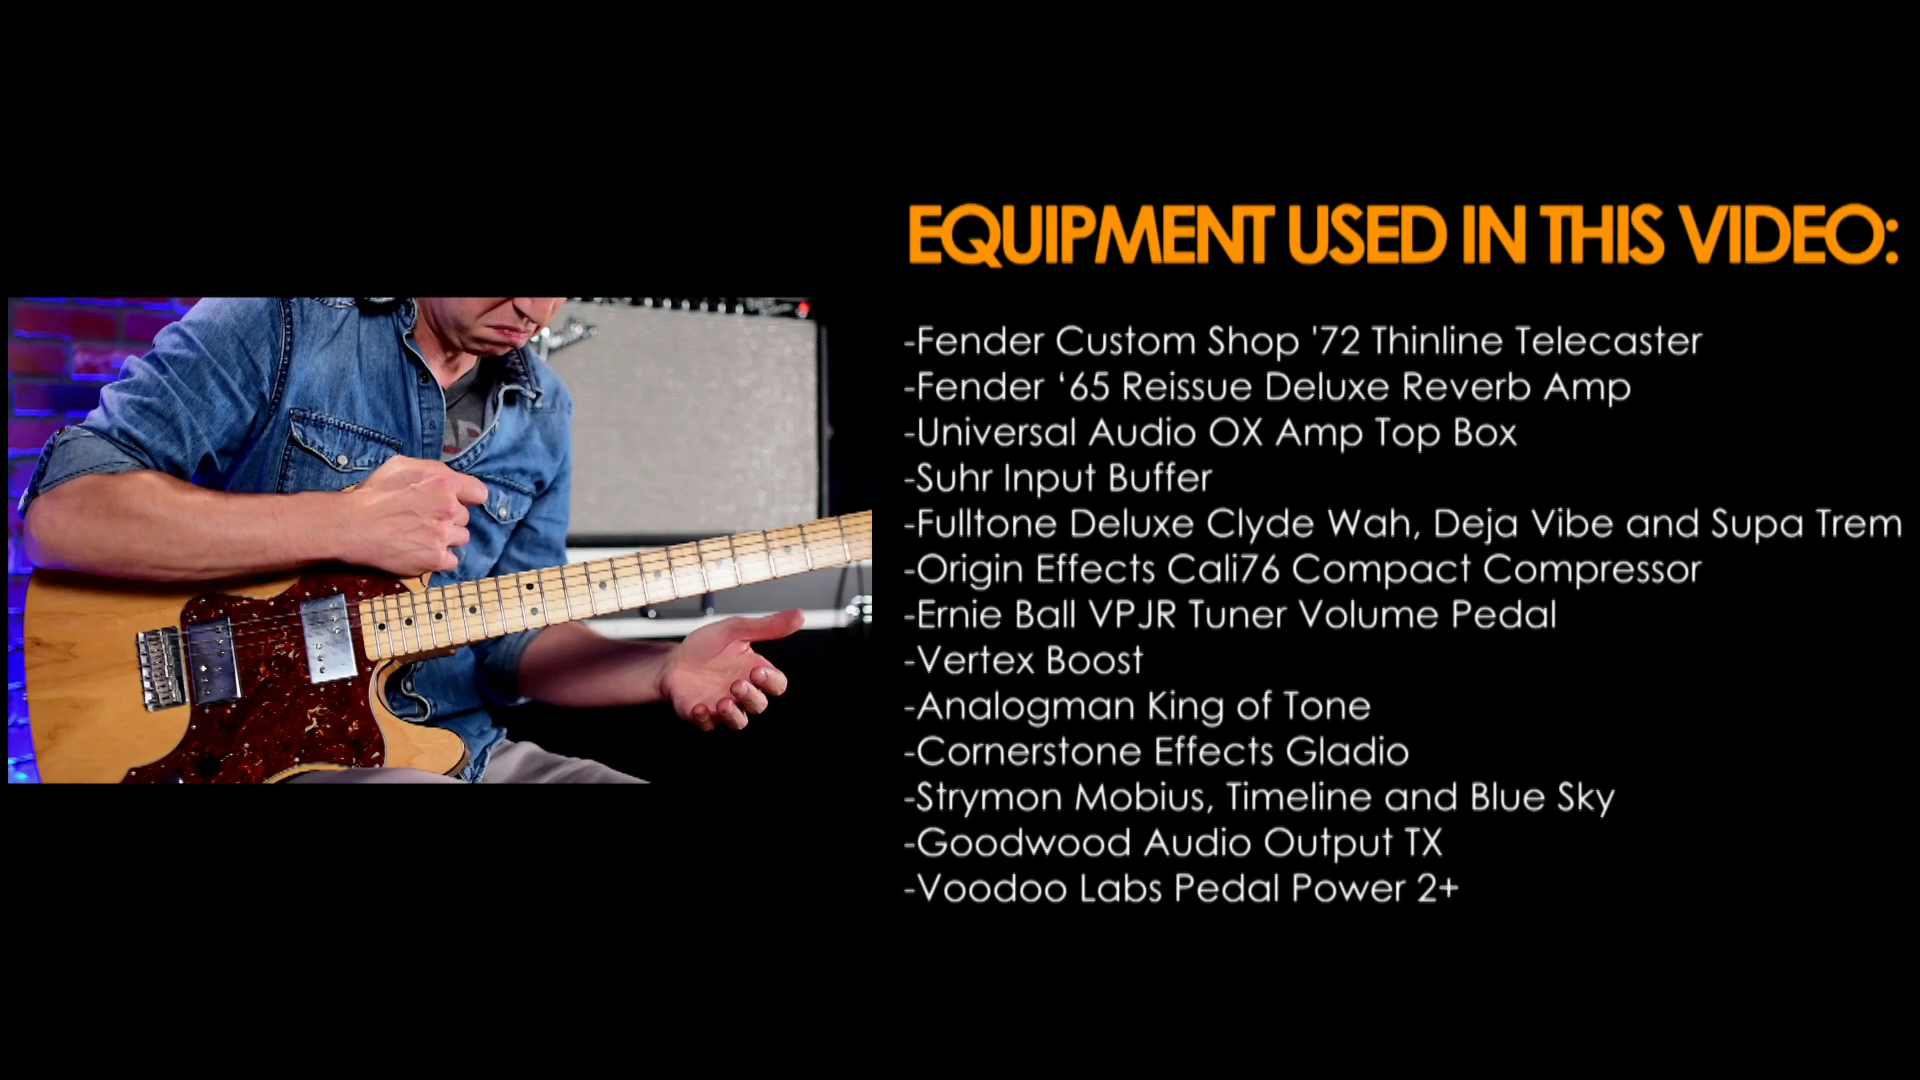 EQUIPMENT USED IN THIS VIDEO:
-Fender Custom Shop '72 Thinline Telecaster
-Fender ‘65 Reissue Deluxe Reverb Amp
-Universal Audio OX Amp Top Box
-Suhr Input Buffer
-Fulltone Deluxe Clyde Wah, Deja Vibe and Supa Trem
-Origin Effects Cali76 Compact Compressor
-Ernie Ball VPJR Tuner Volume Pedal
-Vertex Boost
-Analogman King of Tone
-Cornerstone Effects Gladio
-Strymon Mobius, Timeline and Blue Sky
-Goodwood Audio Output TX
-Voodoo Labs Pedal Power 2+